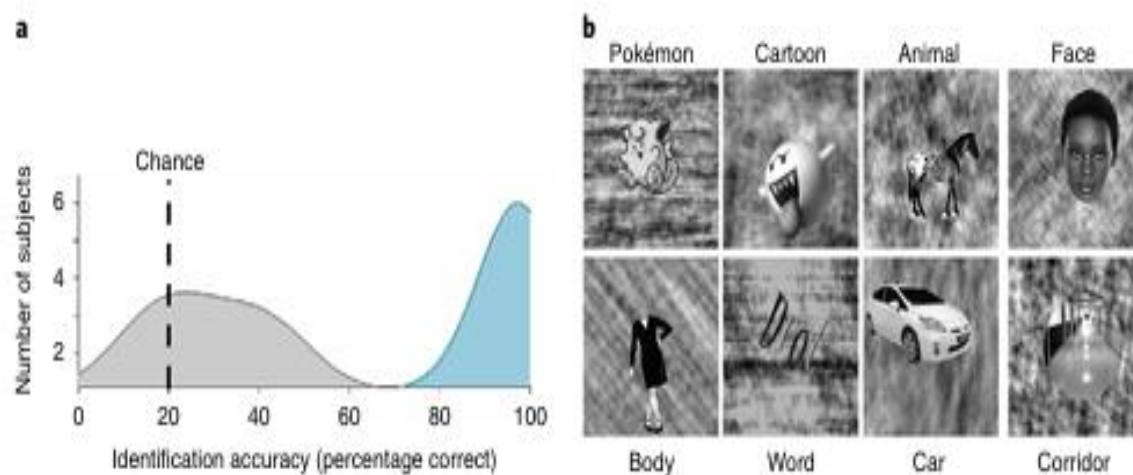 a
Chance
Number of subjects
6
4
2
0 20 40 60 80 100
Identification accuracy (percentage correct)
b
Pokémon Cartoon Animal Face
Body Word Car Corridor